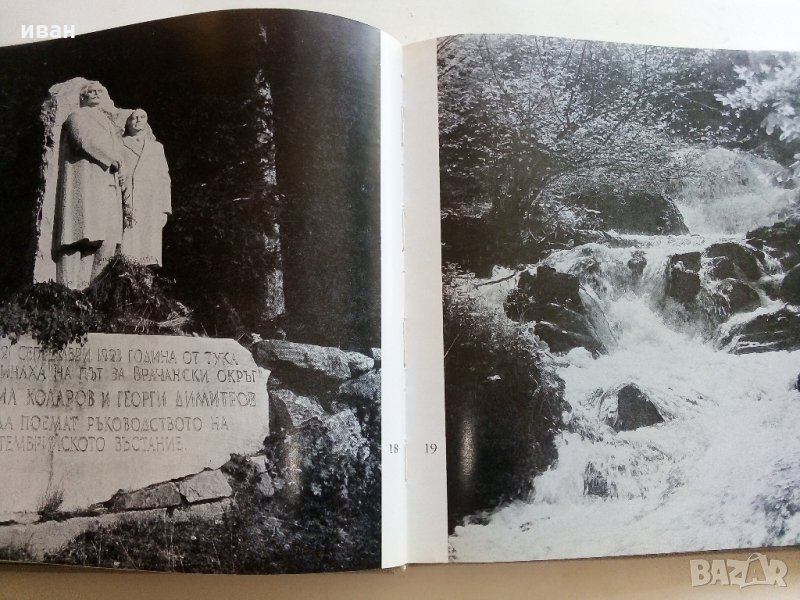 иван
СЕПТЕМВРИ 1923 ГОДИНА ОТ ТУКА
МИНАХА НА ПЪТ ЗА ВРАЧАНСКИ ОКРЪГ
КОЛАРОВ И ГЕОРГИ ДИМИТРОВ
ДА ПОЕМАТ РЪКОВОДСТВОТО НА
ВЪСТАНИЕ.
18
19
BAZAR